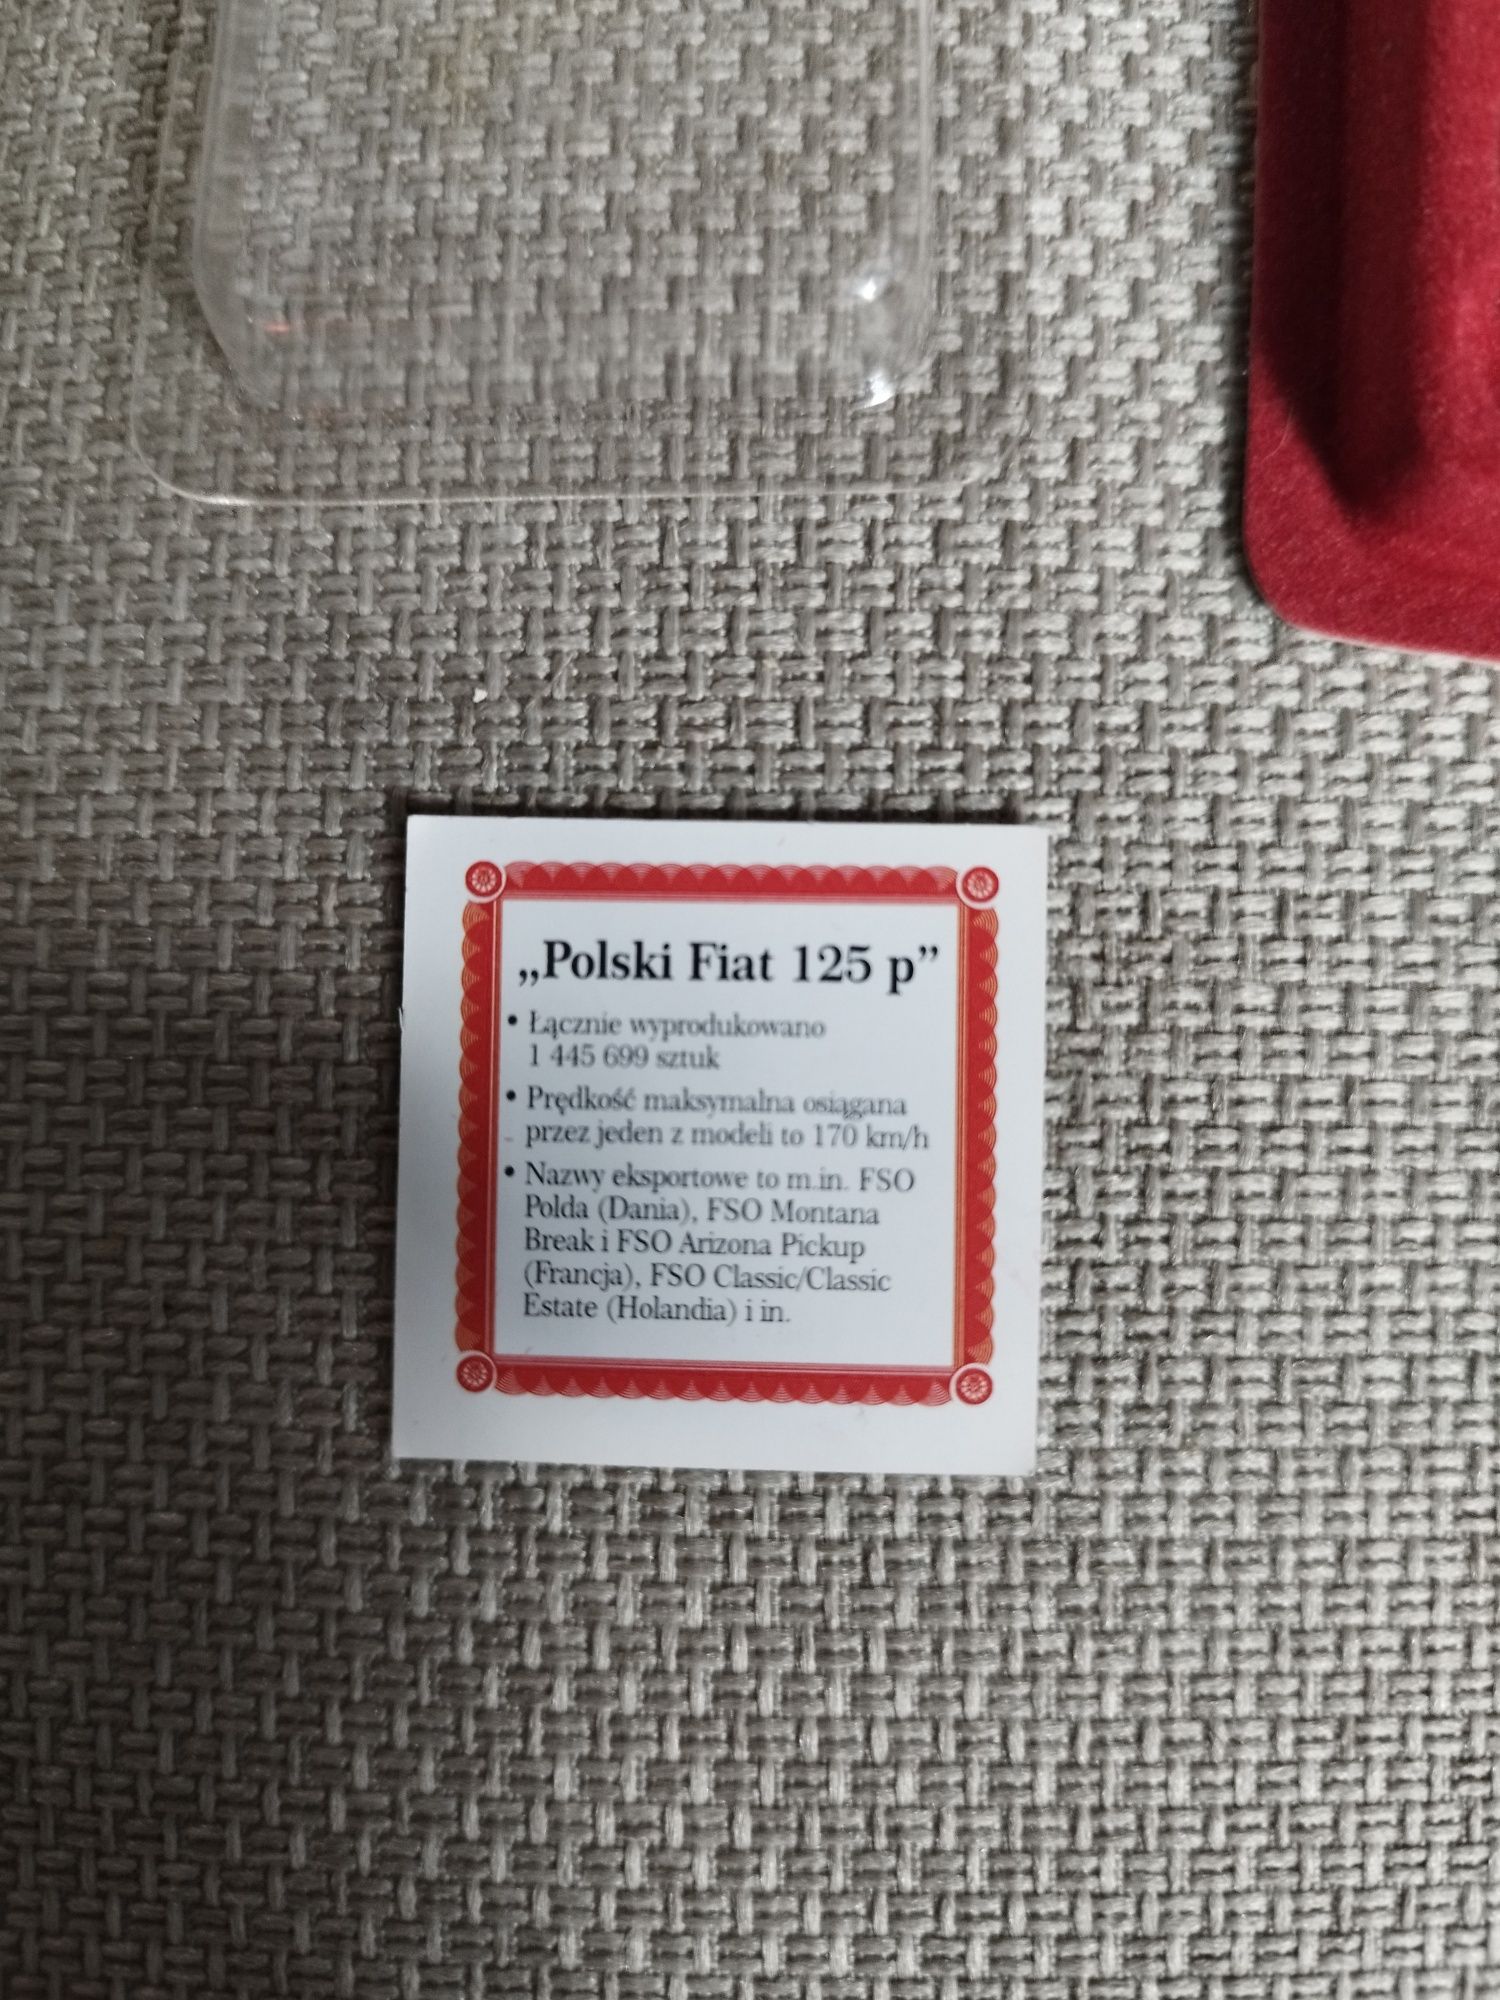 „Polski Fiat 125 p”
• Łącznie wyprodukowano
1 445 699 sztuk
• Prędkość maksymalna osiągana
przez jeden z modeli to 170 km/h
• Nazwy eksportowe to m.in. FSO
Polda (Dania), FSO Montana
Break i FSO Arizona Pickup
(Francja), FSO Classic/Classic
Estate (Holandia) i in.